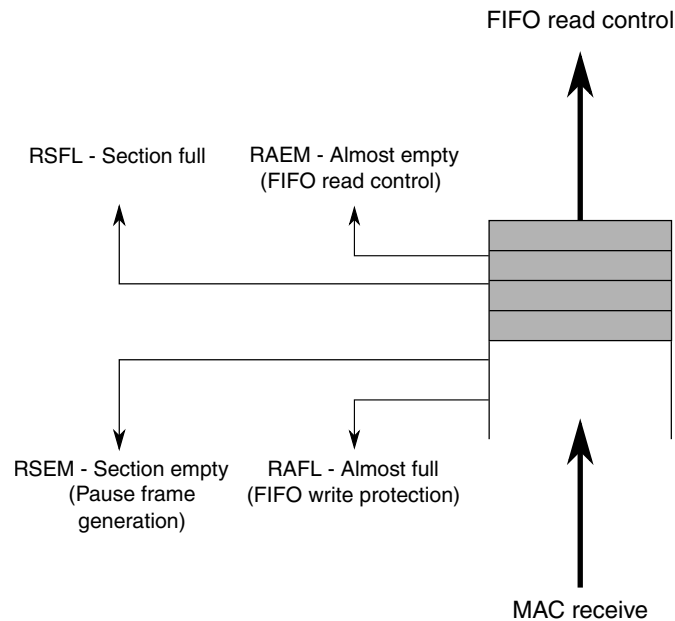 FIFO read control
RSFL - Section full
RAEM - Almost empty
(FIFO read control)
RSEM - Section empty
(Pause frame
generation)
RAFL - Almost full
(FIFO write protection)
MAC receive